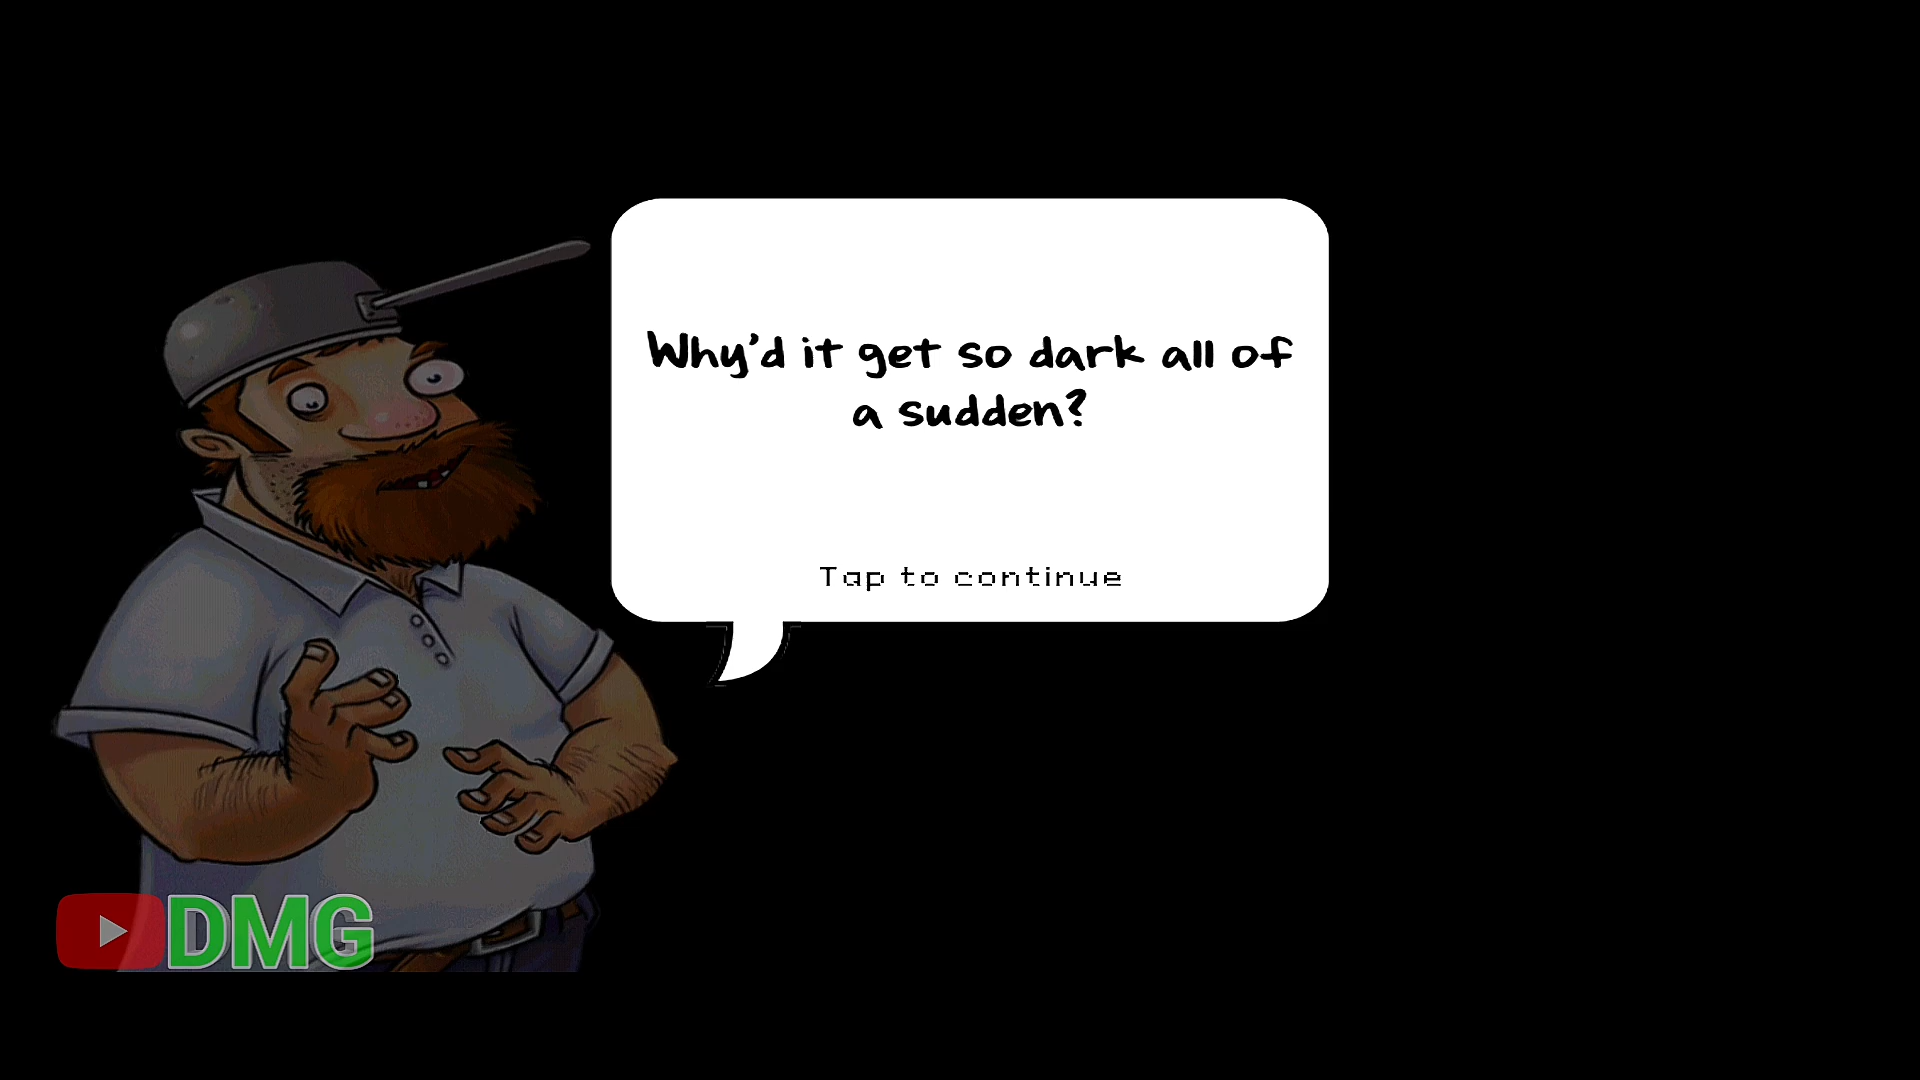 Why'd it get so dark all of
a sudden?
Tap to continue
DMG